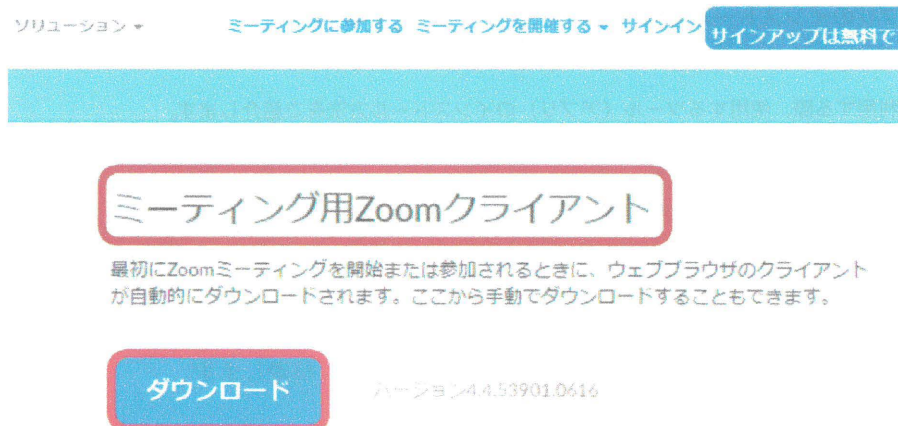 ソリューション
ミーティングに参加する ミーティングを開催する サインイン サインアップは無料で
ミーティング用Zoomクライアント
最初にZoomミーティングを開始または参加されるときに、ウェブブラウザのクライアント
が自動的にダウンロードされます。ここから手動でダウンロードすることもできます。
ダウンロード
バージョン4.4.53901.0616